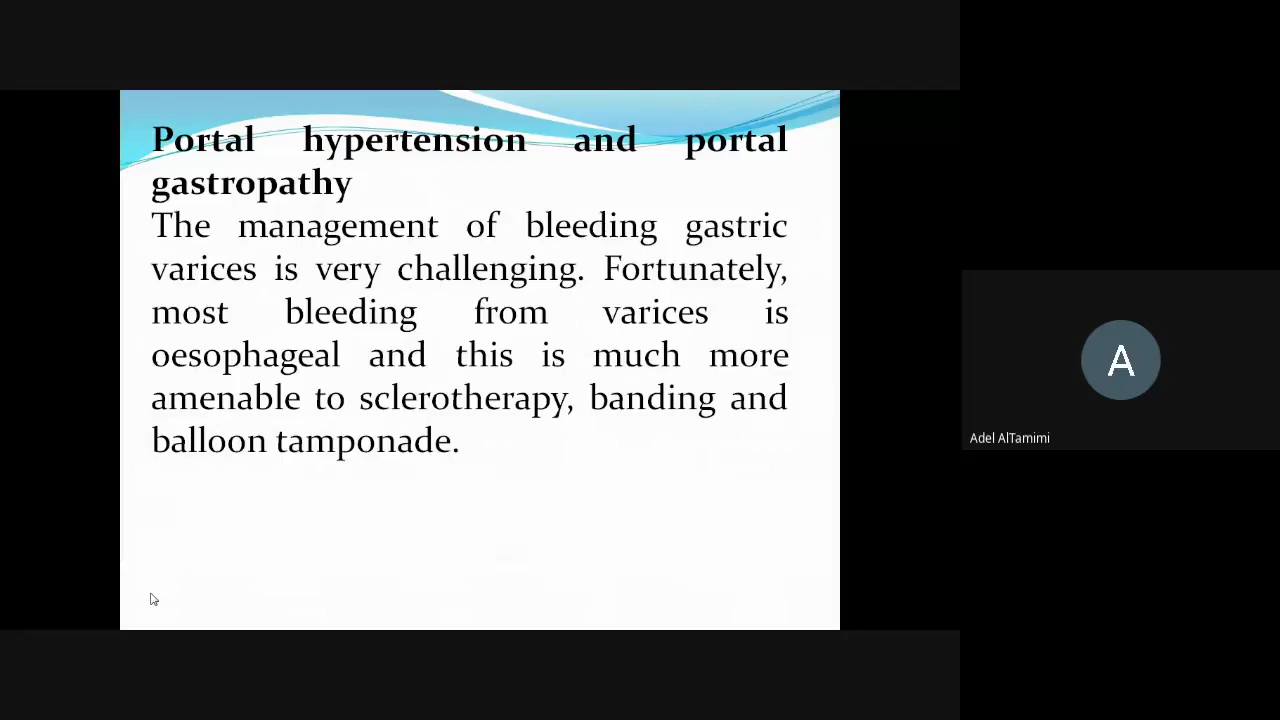 Portal hypertension and portal
gastropathy
The management of bleeding gastric
varices is very challenging. Fortunately,
most bleeding from varices is
oesophageal and this is much more
amenable to sclerotherapy, banding and
balloon tamponade.
A
Adel AlTamimi